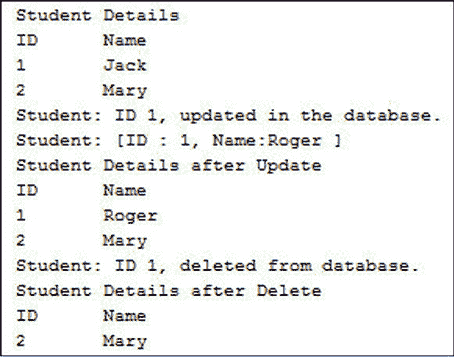 Student Details
ID Name
1 Jack
2 Mary
Student: ID 1, updated in the database.
Student: [ID : 1, Name:Roger ]
Student Details after Update
ID Name
1 Roger
2 Mary
Student: ID 1, deleted from database.
Student Details after Delete
ID Name
2 Mary